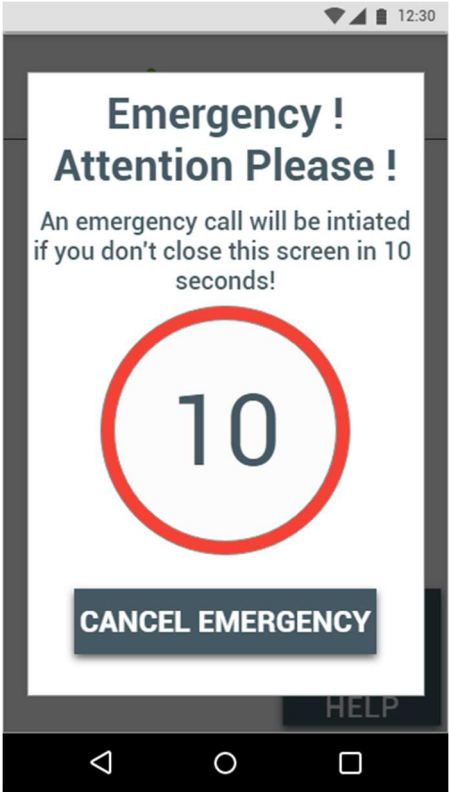 12:30
Emergency !
Attention Please !
An emergency call will be intiated
if you don't close this screen in 10
seconds!
10
CANCEL EMERGENCY
HELP